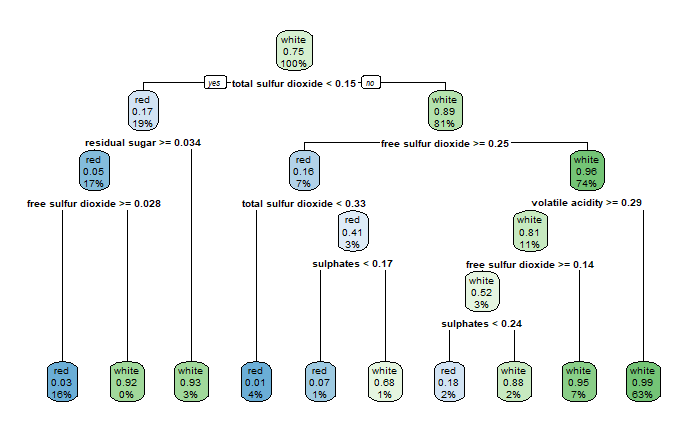 white
0.75
100%
yes total sulfur dioxide < 0.15 no
red
0.17
19%
white
0.89
81%
residual sugar >= 0.034
free sulfur dioxide >= 0.25
red
0.05
17%
red
0.16
7%
white
0.96
74%
free sulfur dioxide >= 0.028
total sulfur dioxide < 0.33
volatile acidity >= 0.29
red
0.41
3%
white
0.81
11%
sulphates < 0.17
free sulfur dioxide >= 0.14
white
0.52
3%
sulphates < 0.24
red
0.03
16%
white
0.92
0%
white
0.93
3%
red
0.01
4%
red
0.07
1%
white
0.68
1%
red
0.18
2%
white
0.88
2%
white
0.95
7%
white
0.99
63%